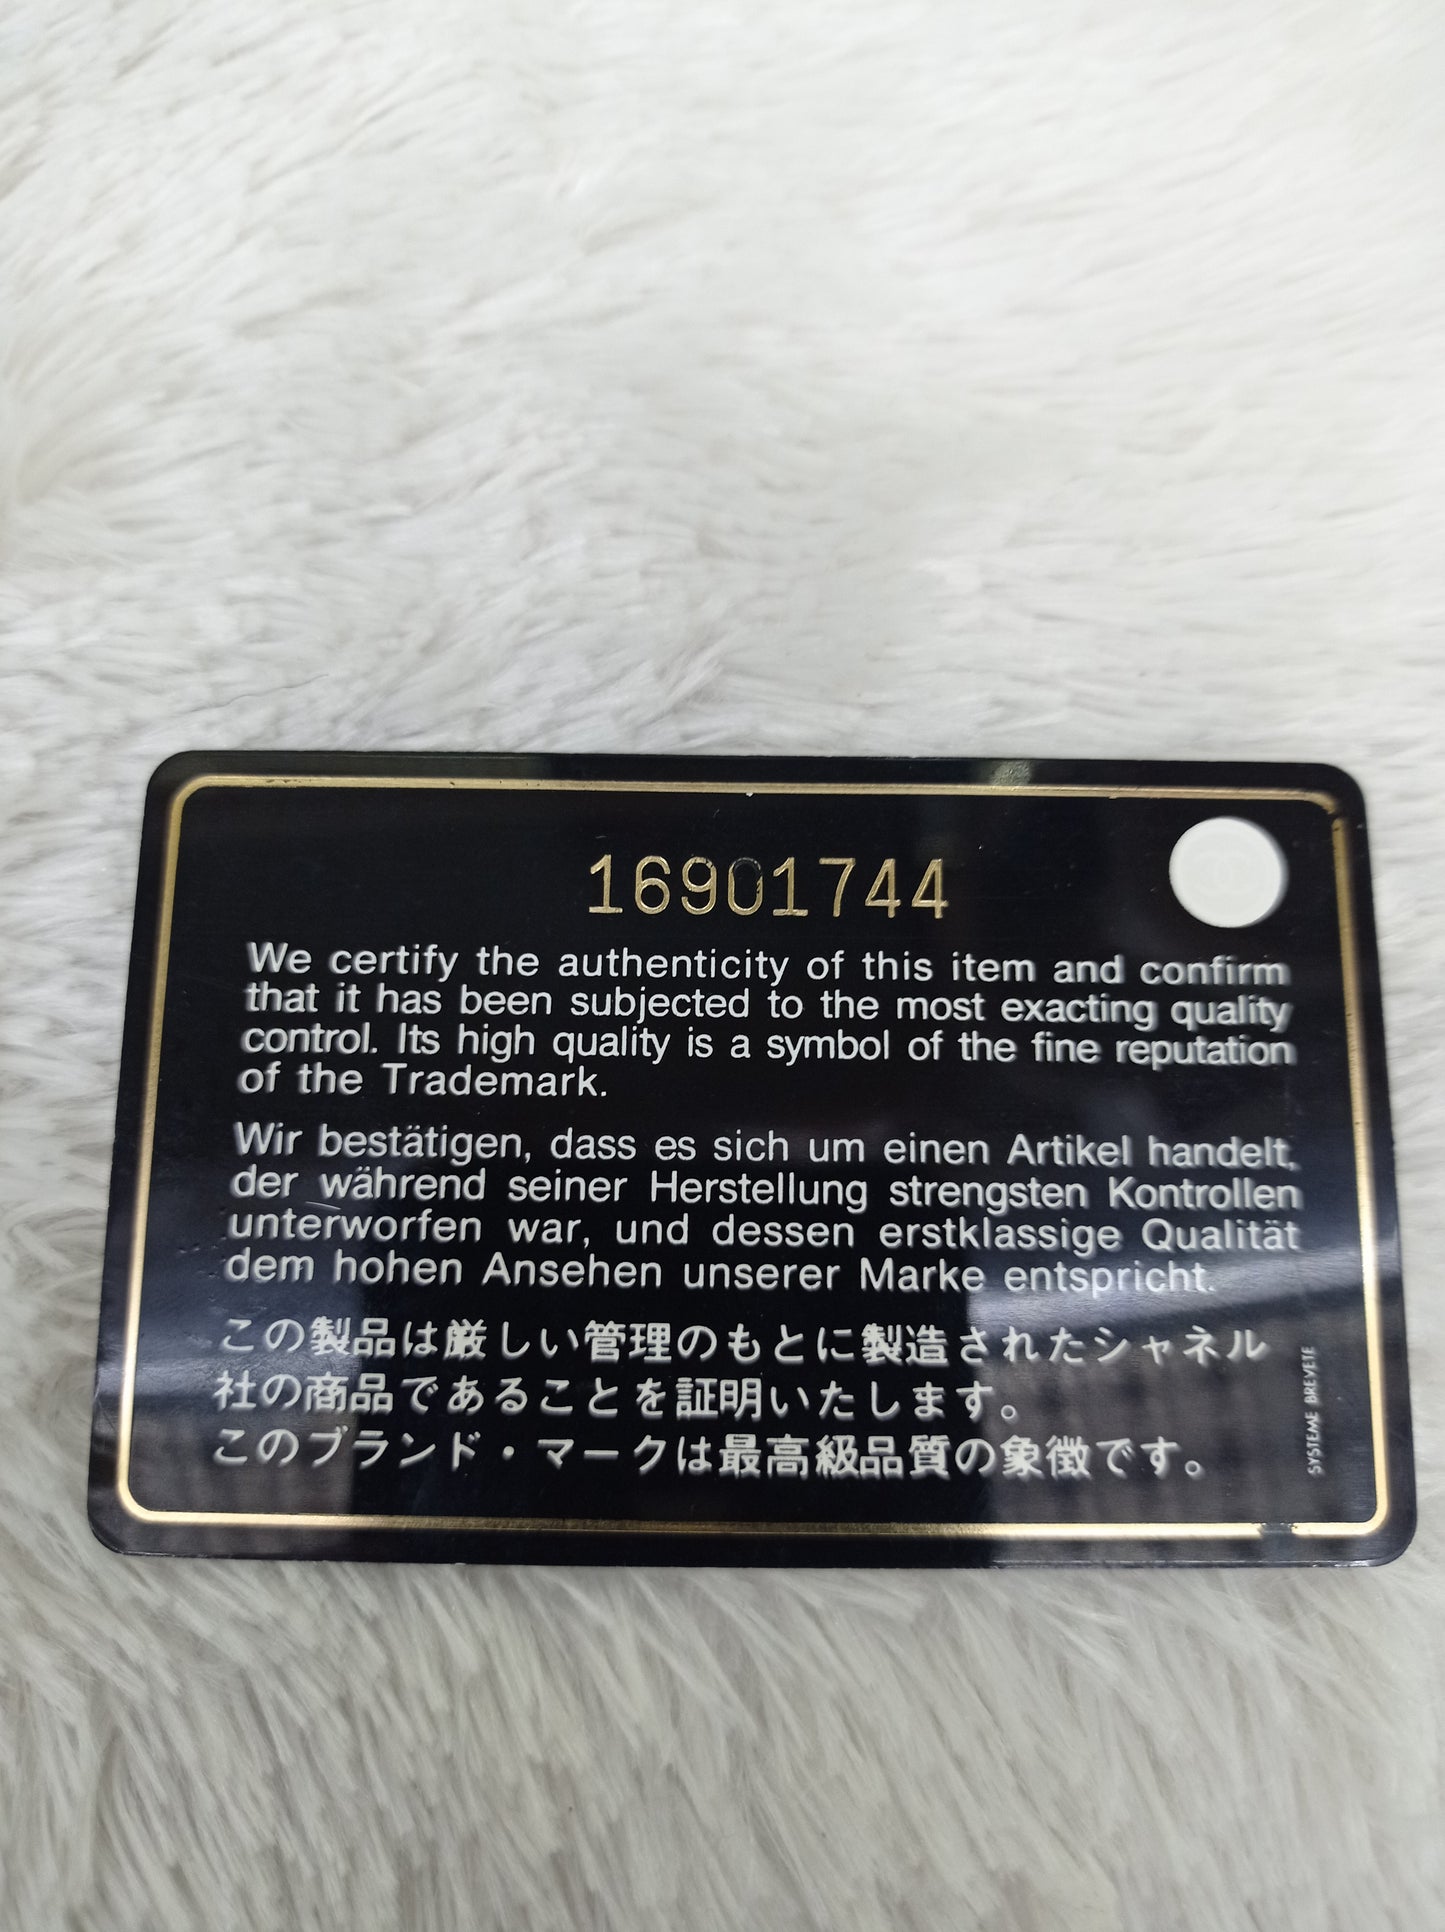 16901744
We certify the authenticity of this item and confirm
that it has been subjected to the most exacting quality
control. Its high quality is a symbol of the fine reputation
of the Trademark.
Wir bestätigen, dass es sich um einen Artikel handelt,
der während seiner Herstellung strengsten Kontrollen
unterworfen war, und dessen erstklassige Qualität
dem hohen Ansehen unserer Marke entspricht.
この製品は厳しい管理のもとに製造されたシャネル
社の商品であることを証明いたします。
このブランド・マークは最高級品質の象徴です。
SYSTEME BREVETE